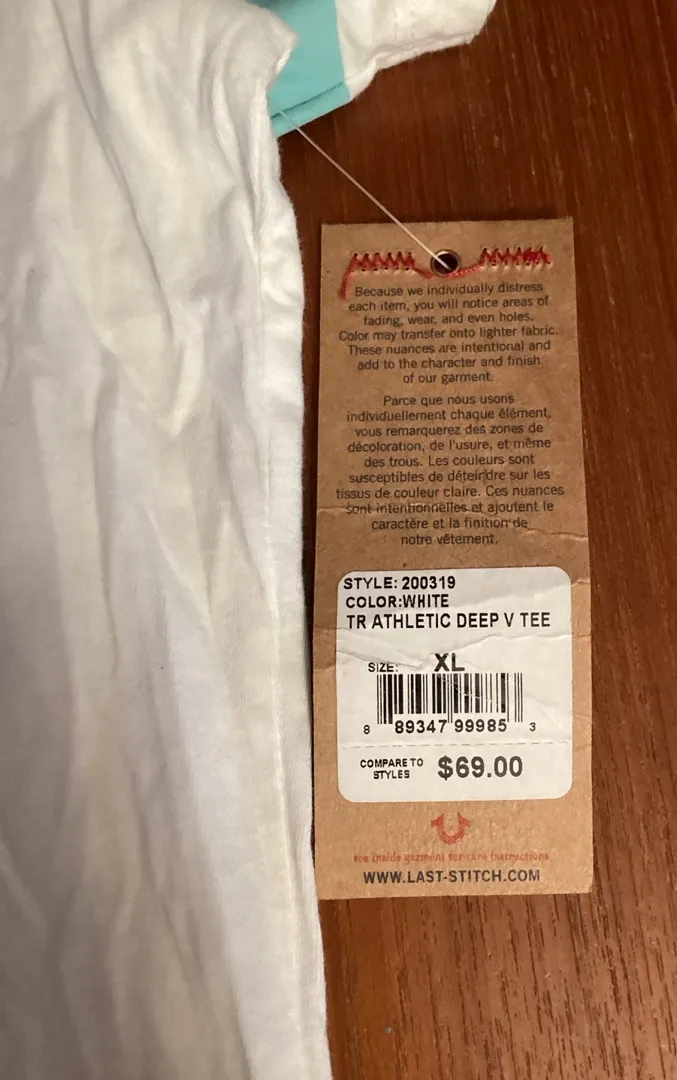 Because we individually distress
each item, you will notice areas of
fading, wear, and even holes.
Color may transfer onto lighter fabric.
These nuances are intentional and
add to the character and finish
of our garment.
Parce que nous usons
individuellement chaque élément,
vous remarquerez des zones de
décoloration, de l'usure, et même
des trous. Les couleurs sont
susceptibles de déteindre sur les
tissus de couleur claire. Ces nuances
sont intentionnelles et ajoutent le
caractère et la finition de
notre vêtement.
STYLE: 200319
COLOR:WHITE
TR ATHLETIC DEEP V TEE
SIZE: XL
8 89347 99985 3
COMPARE TO
STYLES $69.00
see inside garment for care instructions
WWW.LAST-STITCH.COM